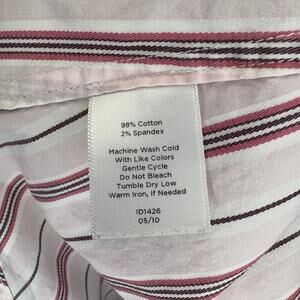 98% Cotton
2% Spandex
Machine Wash Cold
With Like Colors
Gentle Cycle
Do Not Bleach
Tumble Dry Low
Warm Iron, If Needed
ID1426
05/10